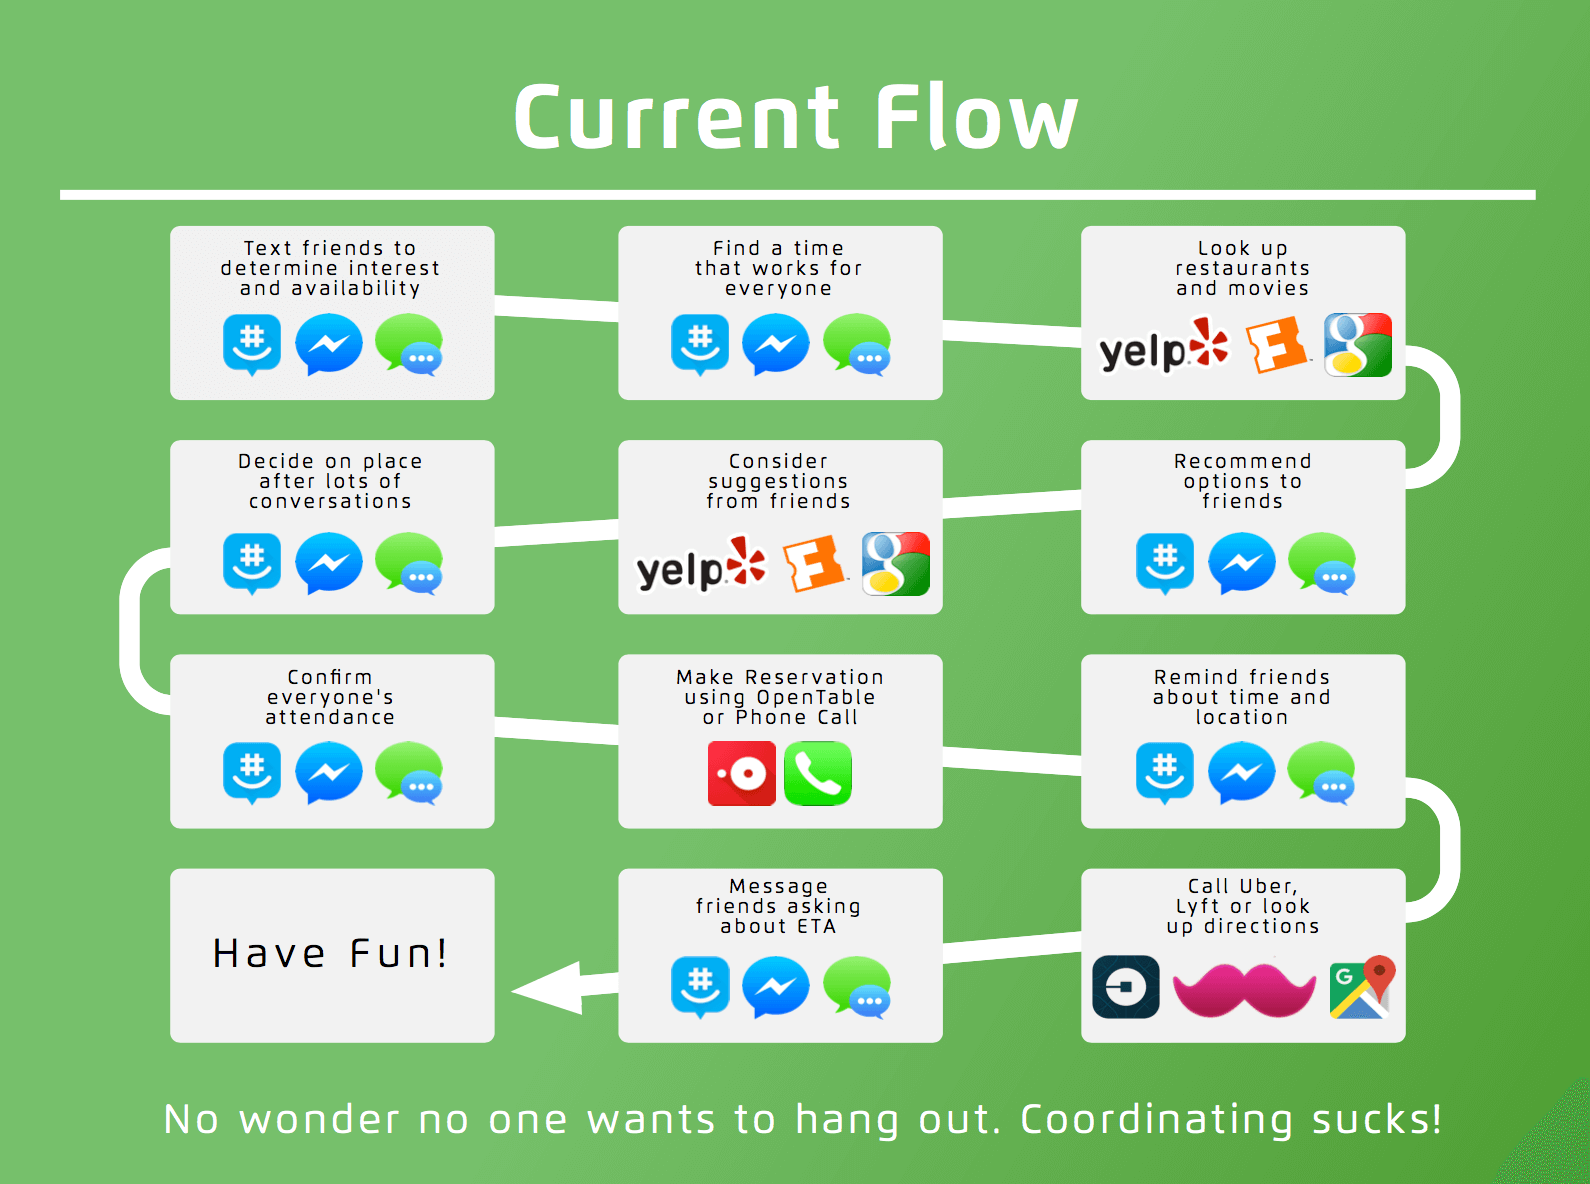 Current Flow
Text friends to
determine interest
and availability
Find a time
that works for
everyone
Look up
restaurants
and movies
yelp
Decide on place
after lots of
conversations
Consider
suggestions
from friends
yelp
Recommend
options to
friends
Confirm
everyone's
attendance
Make Reservation
using OpenTable
or Phone Call
Remind friends
about time and
location
Have Fun!
Message
friends asking
about ETA
Call Uber,
Lyft or look
up directions
No wonder no one wants to hang out. Coordinating sucks!